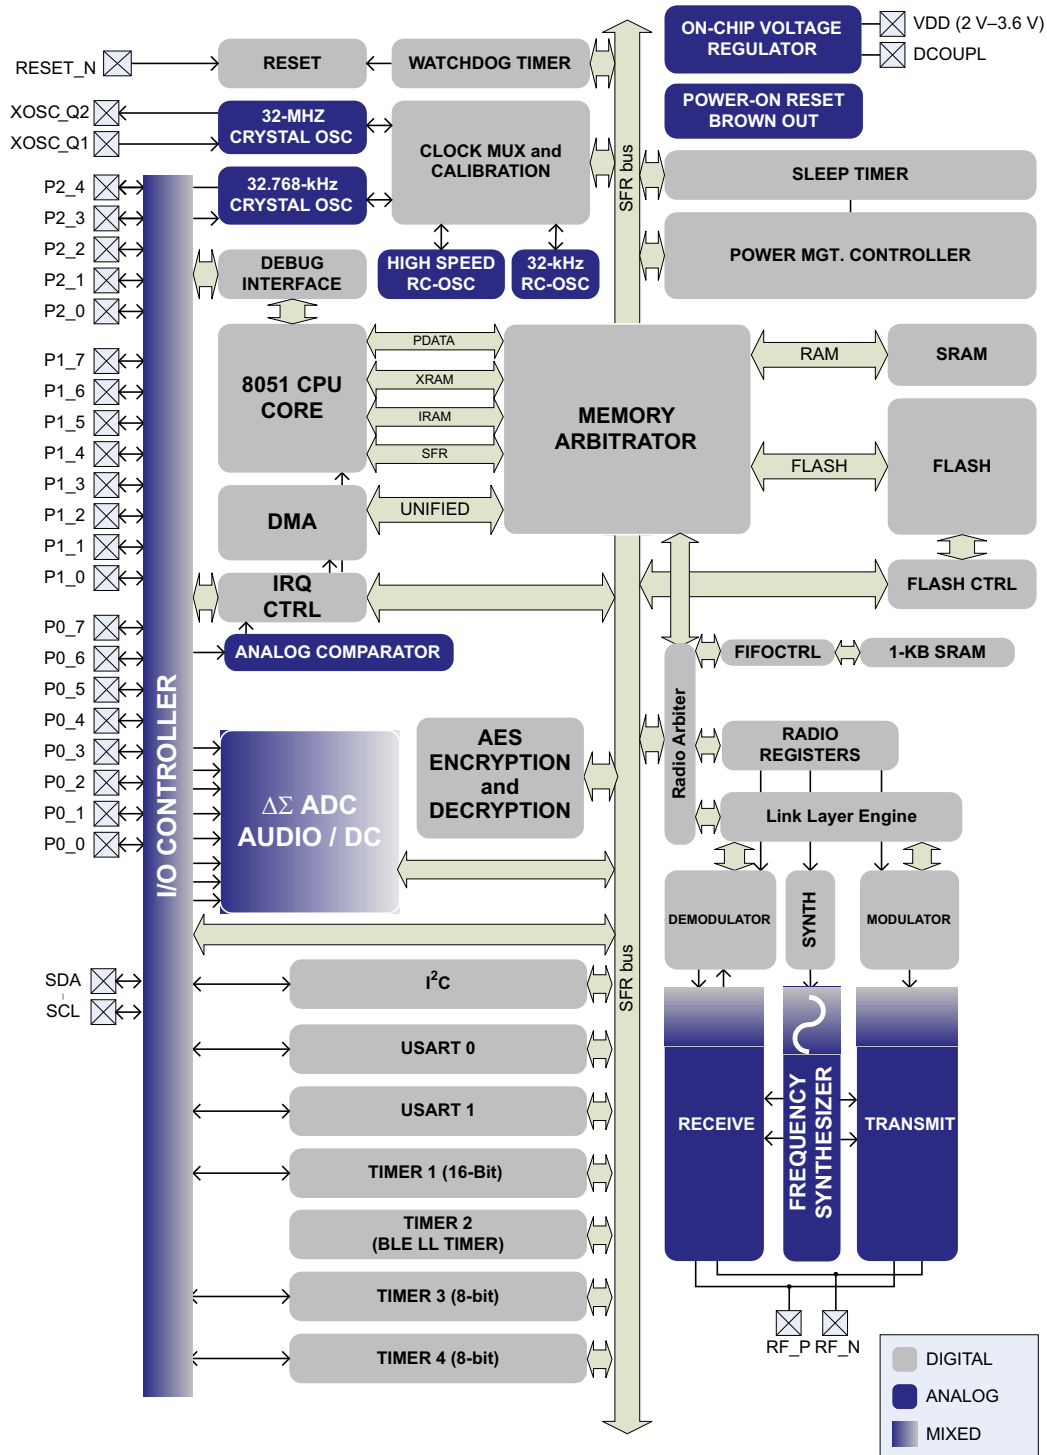 ON-CHIP VOLTAGE
REGULATOR
VDD (2 V–3.6 V)
DCOUPL
RESET_N
RESET
WATCHDOG TIMER
POWER-ON RESET
BROWN OUT
XOSC_Q2
XOSC_Q1
32-MHZ
CRYSTAL OSC
CLOCK MUX and
CALIBRATION
SFR bus
SLEEP TIMER
32.768-kHz
CRYSTAL OSC
P2_4
P2_3
P2_2
P2_1
P2_0
DEBUG
INTERFACE
HIGH SPEED
RC-OSC
32-kHz
RC-OSC
POWER MGT. CONTROLLER
P1_7
P1_6
P1_5
P1_4
P1_3
P1_2
P1_1
P1_0
8051 CPU
CORE
PDATA
XRAM
IRAM
SFR
MEMORY
ARBITRATOR
RAM
SRAM
FLASH
FLASH
DMA
UNIFIED
IRQ
CTRL
FLASH CTRL
P0_7
P0_6
P0_5
P0_4
P0_3
P0_2
P0_1
P0_0
I/O CONTROLLER
ANALOG COMPARATOR
FIFOCTRL
1-KB SRAM
Radio Arbiter
AES
ENCRYPTION
and
DECRYPTION
RADIO
REGISTERS
ΔΣ ADC
AUDIO / DC
Link Layer Engine
DEMODULATOR
SYNTH
MODULATOR
SFR bus
SDA
SCL
I²C
USART 0
USART 1
TIMER 1 (16-Bit)
TIMER 2
(BLE LL TIMER)
TIMER 3 (8-bit)
TIMER 4 (8-bit)
RECEIVE
FREQUENCY
SYNTHESIZER
TRANSMIT
RF_P
RF_N
DIGITAL
ANALOG
MIXED